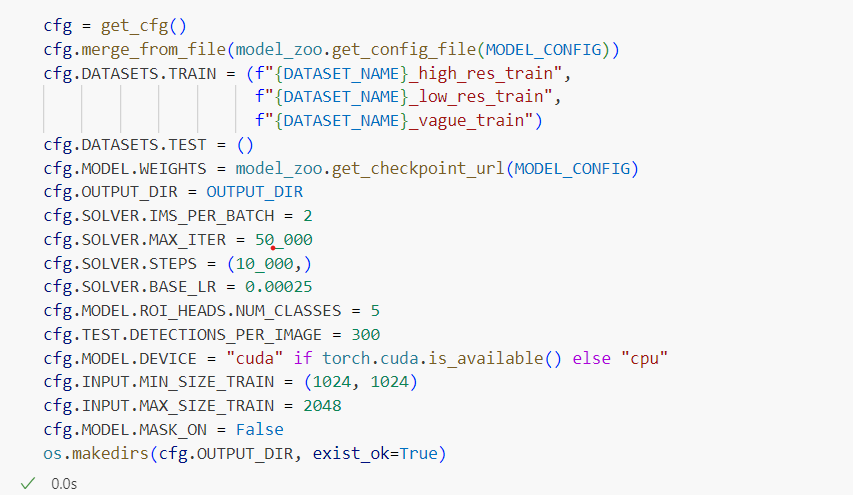 cfg = get_cfg()
cfg.merge_from_file(model_zoo.get_config_file(MODEL_CONFIG))
cfg.DATASETS.TRAIN = (f"{DATASET_NAME}_high_res_train",
f"{DATASET_NAME}_low_res_train",
f"{DATASET_NAME}_vague_train")
cfg.DATASETS.TEST = ()
cfg.MODEL.WEIGHTS = model_zoo.get_checkpoint_url(MODEL_CONFIG)
cfg.OUTPUT_DIR = OUTPUT_DIR
cfg.SOLVER.IMS_PER_BATCH = 2
cfg.SOLVER.MAX_ITER = 50_000
cfg.SOLVER.STEPS = (10_000,)
cfg.SOLVER.BASE_LR = 0.00025
cfg.MODEL.ROI_HEADS.NUM_CLASSES = 5
cfg.TEST.DETECTIONS_PER_IMAGE = 300
cfg.MODEL.DEVICE = "cuda" if torch.cuda.is_available() else "cpu"
cfg.INPUT.MIN_SIZE_TRAIN = (1024, 1024)
cfg.INPUT.MAX_SIZE_TRAIN = 2048
cfg.MODEL.MASK_ON = False
os.makedirs(cfg.OUTPUT_DIR, exist_ok=True)
0.0s